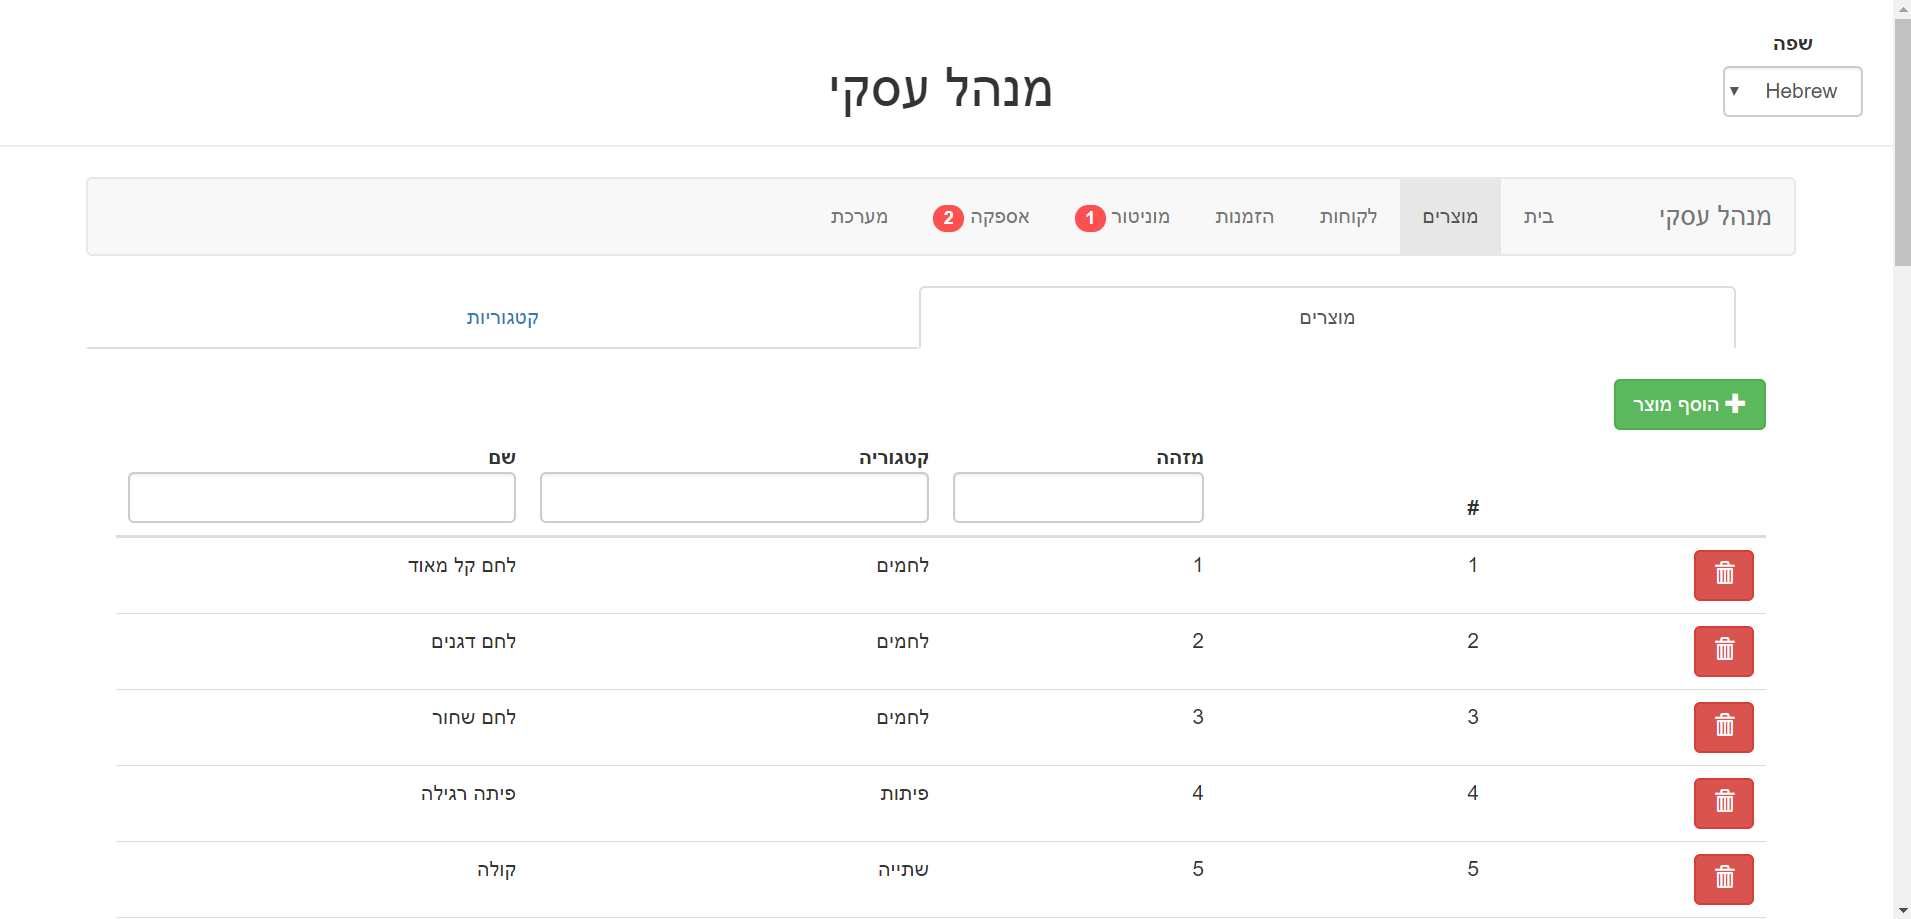 שפה
Hebrew
מנהל עסקי
מנהל עסקי בית מוצרים לקוחות הזמנות מוניטור 1 אספקה 2 מערכת
מוצרים קטגוריות
הוסף מוצר
# מזהה קטגוריה שם
1 1 לחמים לחם קל מאוד
2 2 לחמים לחם דגנים
3 3 לחמים לחם שחור
4 4 פיתות פיתה רגילה
5 5 שתייה קולה